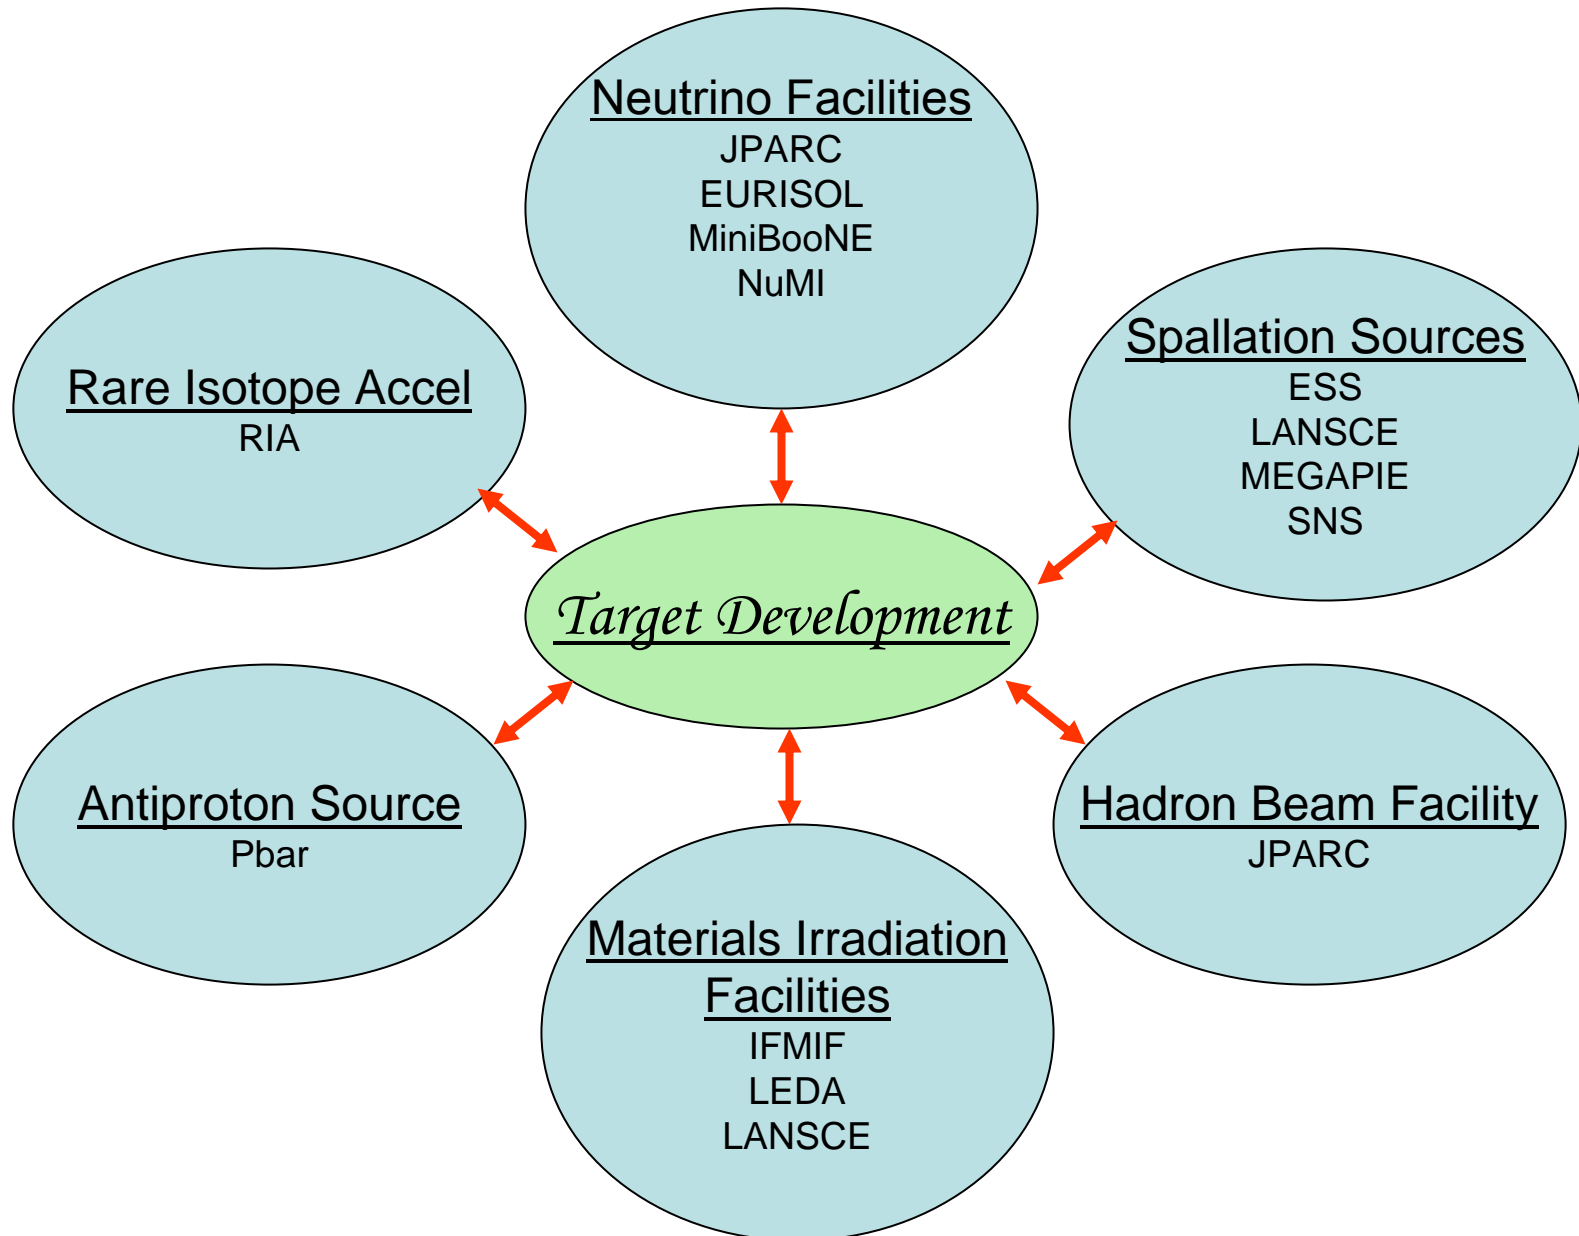 Neutrino Facilities
JPARC
EURISOL
MiniBooNE
NuMI
Rare Isotope Accel
RIA
Spallation Sources
ESS
LANSCE
MEGAPIE
SNS
Target Development
Antiproton Source
Pbar
Hadron Beam Facility
JPARC
Materials Irradiation
Facilities
IFMIF
LEDA
LANSCE